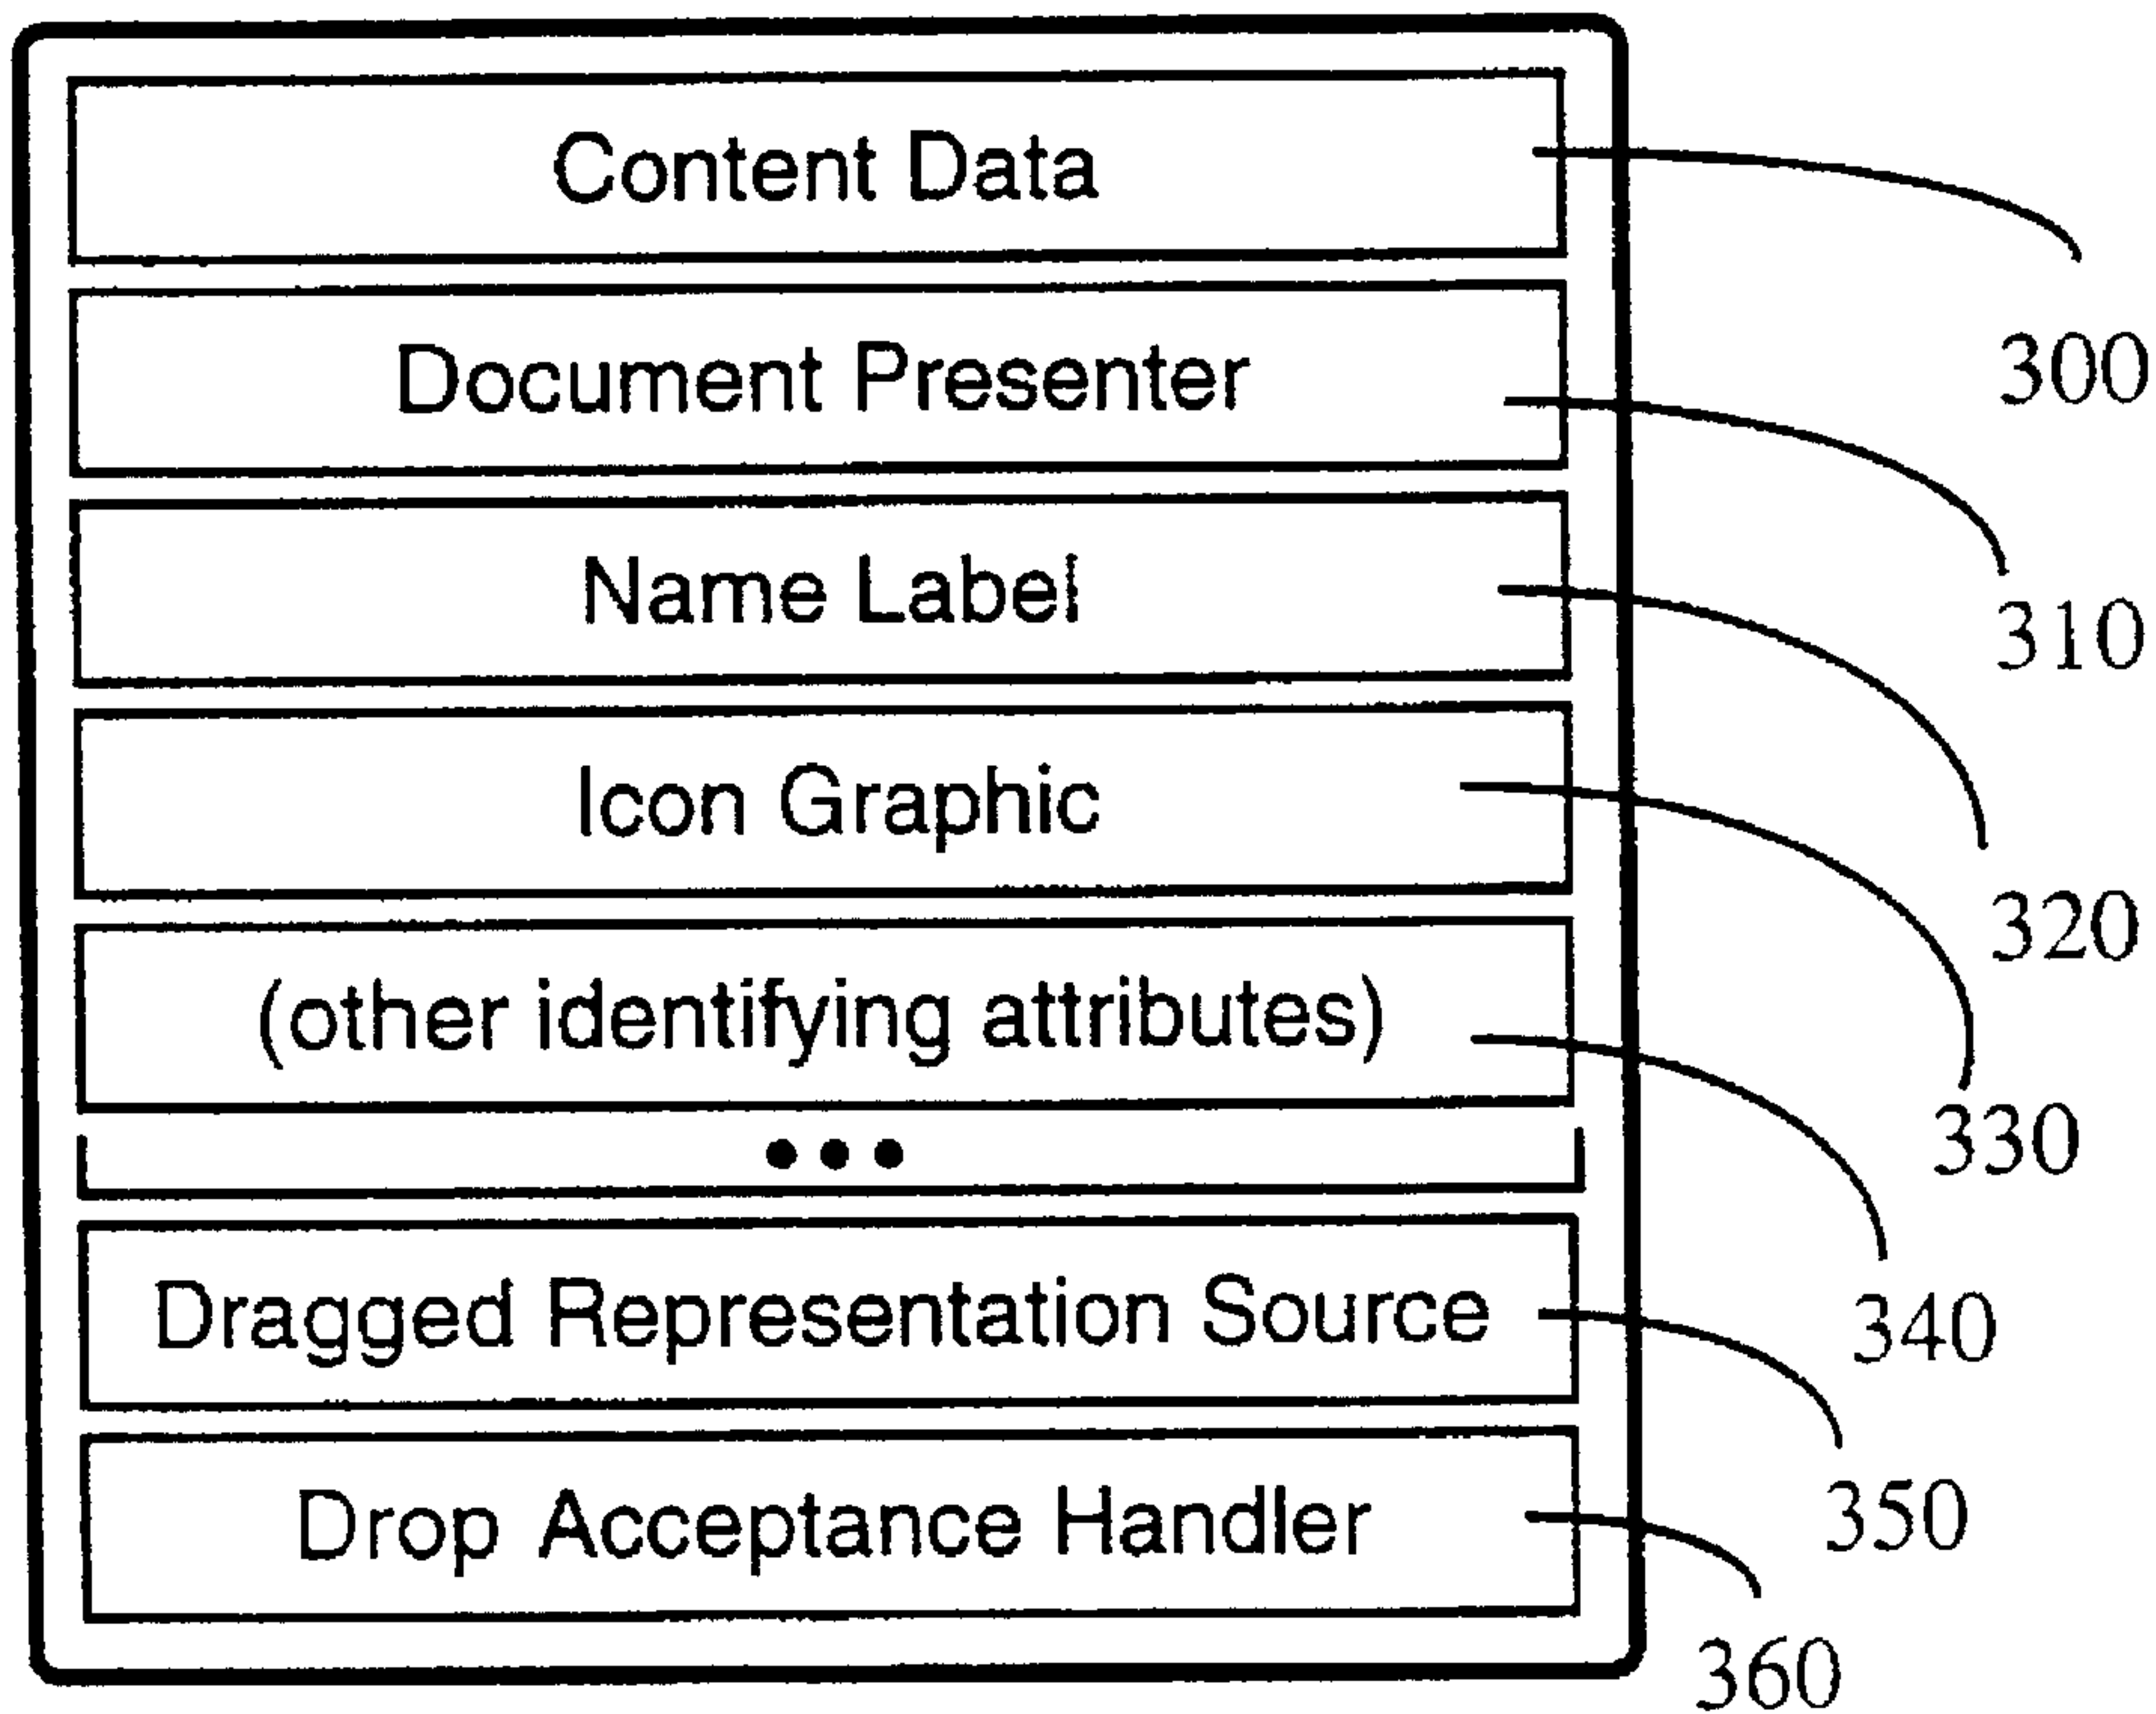 Content Data
300
Document Presenter
310
Name Label
320
Icon Graphic
330
(other identifying attributes)
340
•••
Dragged Representation Source
350
Drop Acceptance Handler
360